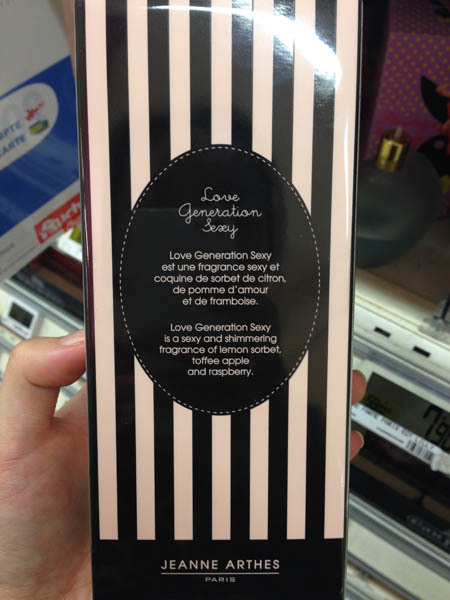 Love
Generation
Sexy
Love Generation Sexy
est une fragrance sexy et
coquine de sorbet de citron,
de pomme d'amour
et de framboise.
Love Generation Sexy
is a sexy and shimmering
fragrance of lemon sorbet,
toffee apple
and raspberry.
JEANNE ARTHES
PARIS